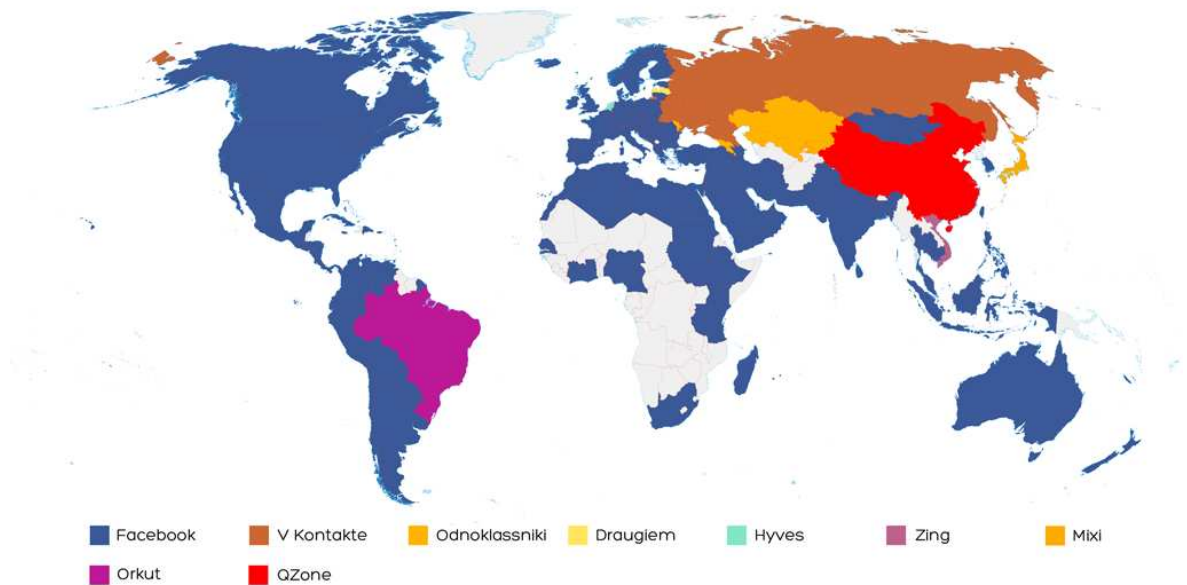 Facebook V Kontakte Odnoklassniki Draugiem Hyves Zing Mixi
Orkut QZone